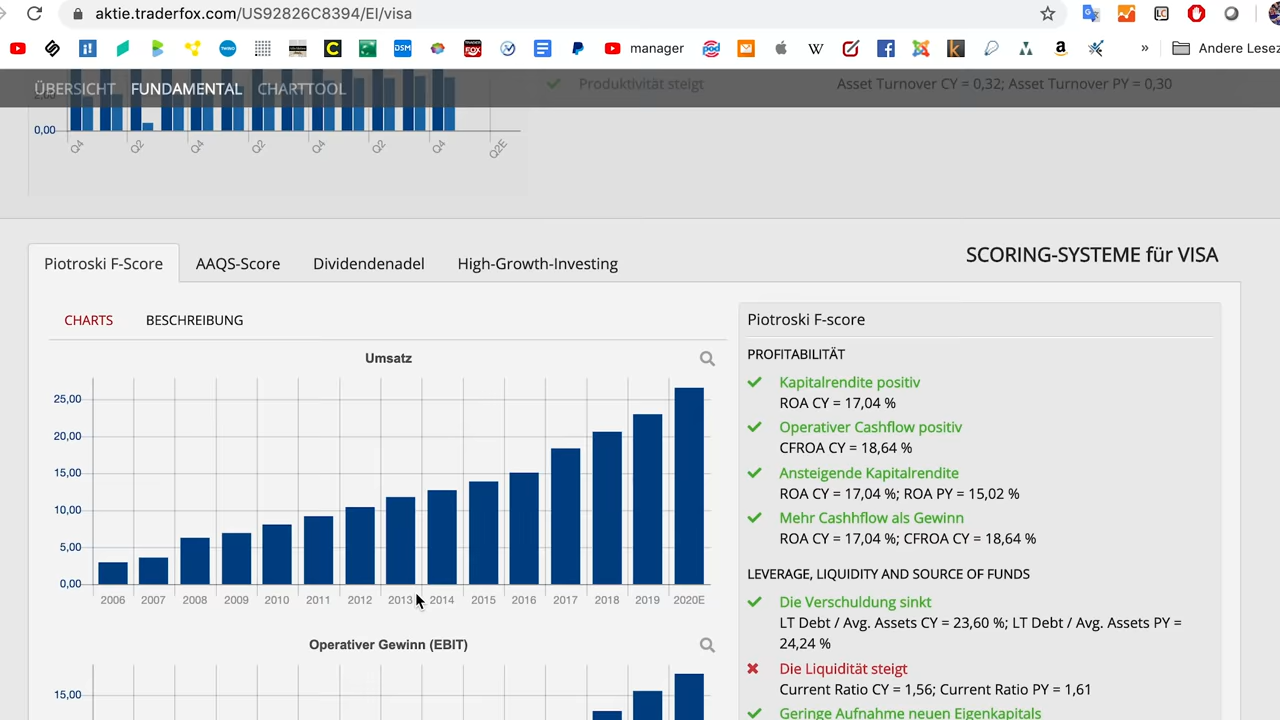 aktie.traderfox.com/US92826C8394/EI/visa
manager
Andere Lesez
ÜBERSICHT FUNDAMENTAL CHARTTOOL
Produktivität steigt
Asset Turnover CY = 0,32; Asset Turnover PY = 0,30
0,00
Q4 Q2 Q4 Q2 Q4 Q2 Q4 Q2E
Piotroski F-Score AAQS-Score Dividendenadel High-Growth-Investing
SCORING-SYSTEME für VISA
CHARTS BESCHREIBUNG
Umsatz
25,00
20,00
15,00
10,00
5,00
0,00
2006 2007 2008 2009 2010 2011 2012 2013 2014 2015 2016 2017 2018 2019 2020E
Operativer Gewinn (EBIT)
15,00
Piotroski F-score
PROFITABILITÄT
Kapitalrendite positiv
ROA CY = 17,04 %
Operativer Cashflow positiv
CFROA CY = 18,64 %
Ansteigende Kapitalrendite
ROA CY = 17,04 %; ROA PY = 15,02 %
Mehr Cashhflow als Gewinn
ROA CY = 17,04 %; CFROA CY = 18,64 %
LEVERAGE, LIQUIDITY AND SOURCE OF FUNDS
Die Verschuldung sinkt
LT Debt / Avg. Assets CY = 23,60 %; LT Debt / Avg. Assets PY =
24,24 %
Die Liquidität steigt
Current Ratio CY = 1,56; Current Ratio PY = 1,61
Geringe Aufnahme neuen Eigenkapitals